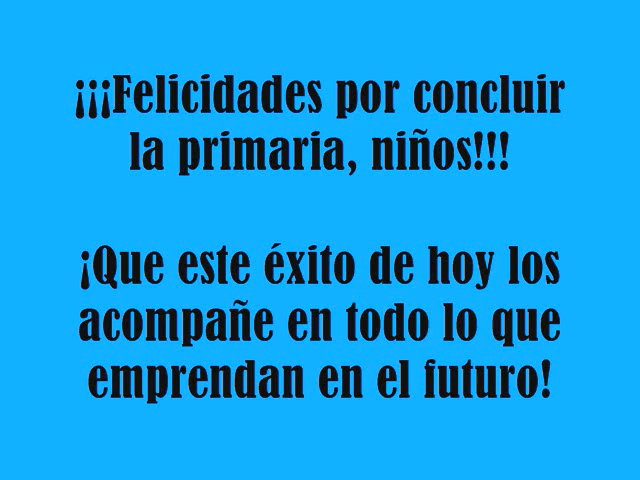 ¡¡¡Felicidades por concluir
la primaria, niños!!!
¡Que este éxito de hoy los
acompañe en todo lo que
emprendan en el futuro!